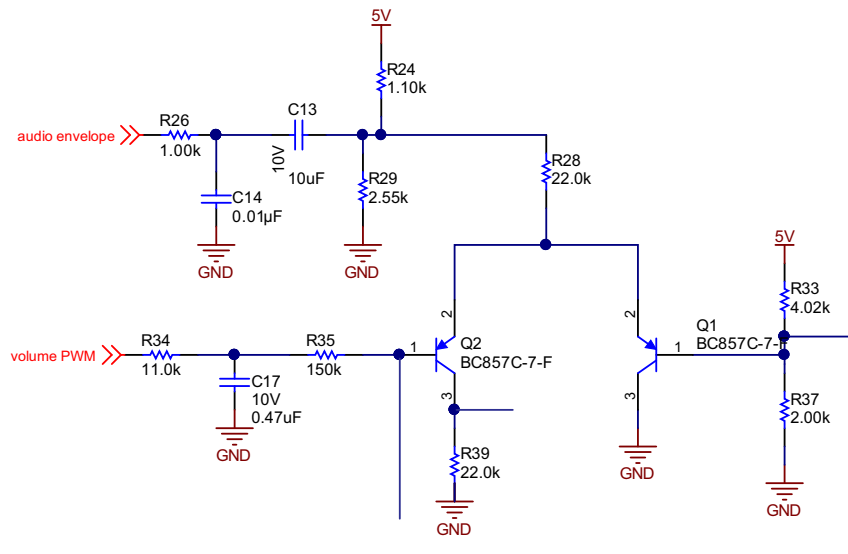 5V
R24
1.10k
audio envelope
R26
1.00k
C13
10V
10uF
C14
0.01µF
GND
R29
2.55k
GND
R28
22.0k
5V
R33
4.02k
volume PWM
R34
11.0k
C17
10V
0.47uF
GND
R35
150k
1
2
3
Q2
BC857C-7-F
R39
22.0k
GND
2
3
1
Q1
BC857C-7-F
GND
R37
2.00k
GND